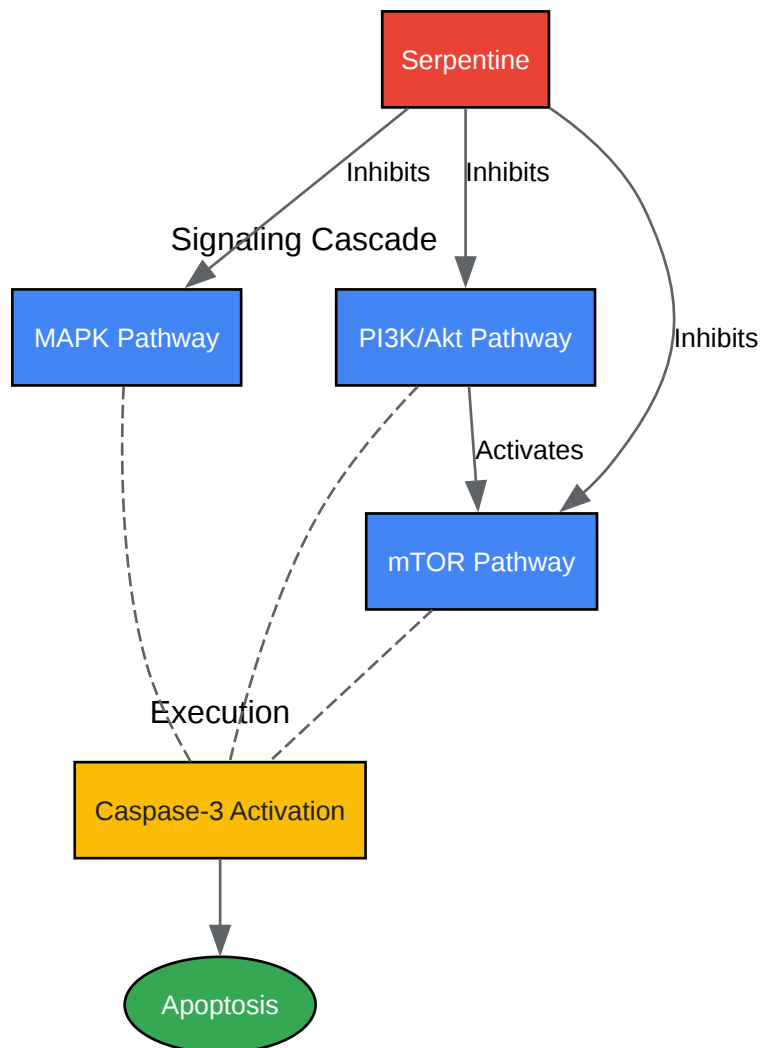 Serpentine
Inhibits
Inhibits
Signaling Cascade
MAPK Pathway
PI3K/Akt Pathway
Inhibits
Activates
mTOR Pathway
Execution
Caspase-3 Activation
Apoptosis